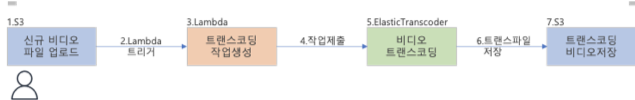 1.S3
신규 비디오
파일 업로드
2.Lambda
트리거
3.Lambda
트랜스코딩
작업생성
4.작업제출
5.ElasticTranscoder
비디오
트랜스코딩
6.트랜스파일
저장
7.S3
트랜스코딩
비디오저장